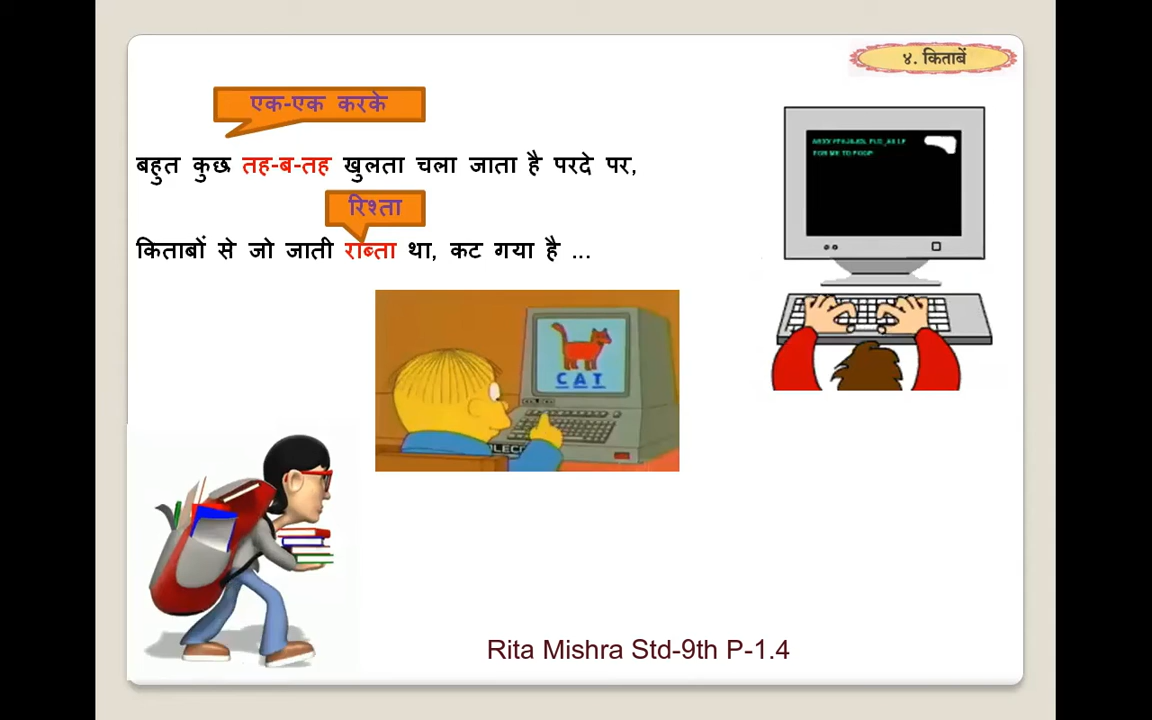 ४. किताबें
एक-एक करके
बहुत कुछ तह-ब-तह खुलता चला जाता है परदे पर,
रिश्ता
किताबों से जो जाती राब्ता था, कट गया है ...
CAT
Rita Mishra Std-9th P-1.4